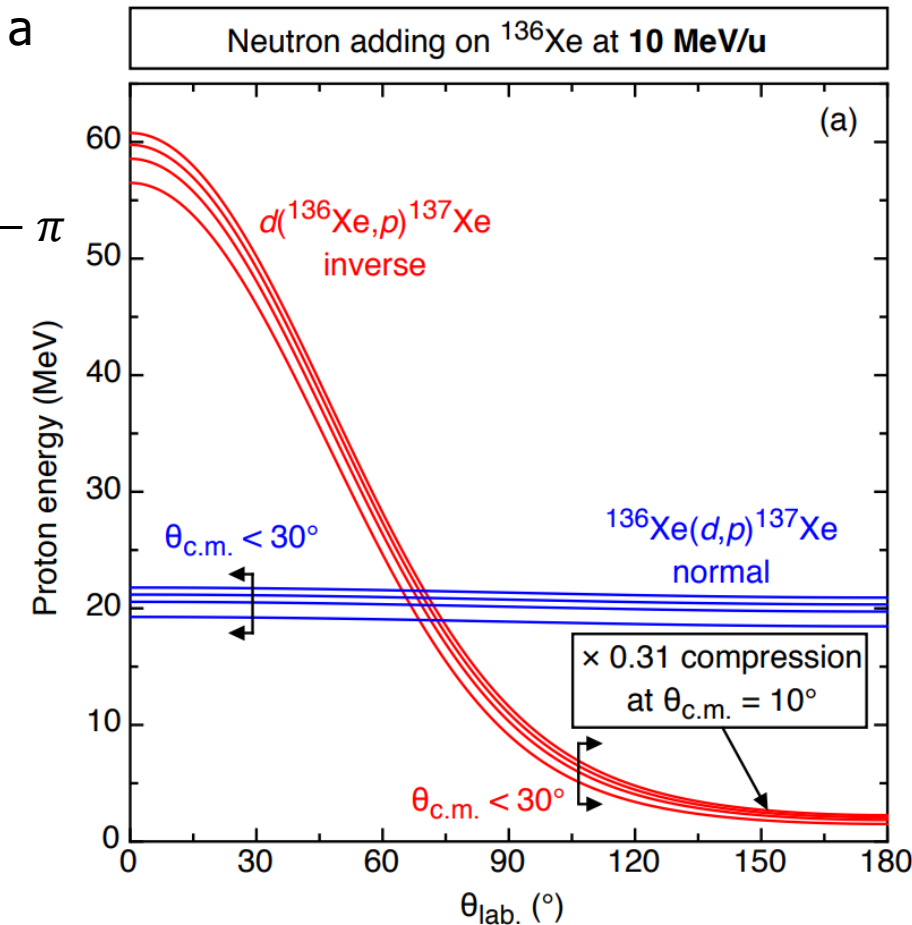 a
Neutron adding on ¹³⁶Xe at 10 MeV/u
(a)
60
50
40
30
20
10
0
− π
Proton energy (MeV)
d(¹³⁶Xe,p)¹³⁷Xe
inverse
θc.m. < 30°
¹³⁶Xe(d,p)¹³⁷Xe
normal
× 0.31 compression
at θc.m. = 10°
θc.m. < 30°
0 30 60 90 120 150 180
θlab. (°)